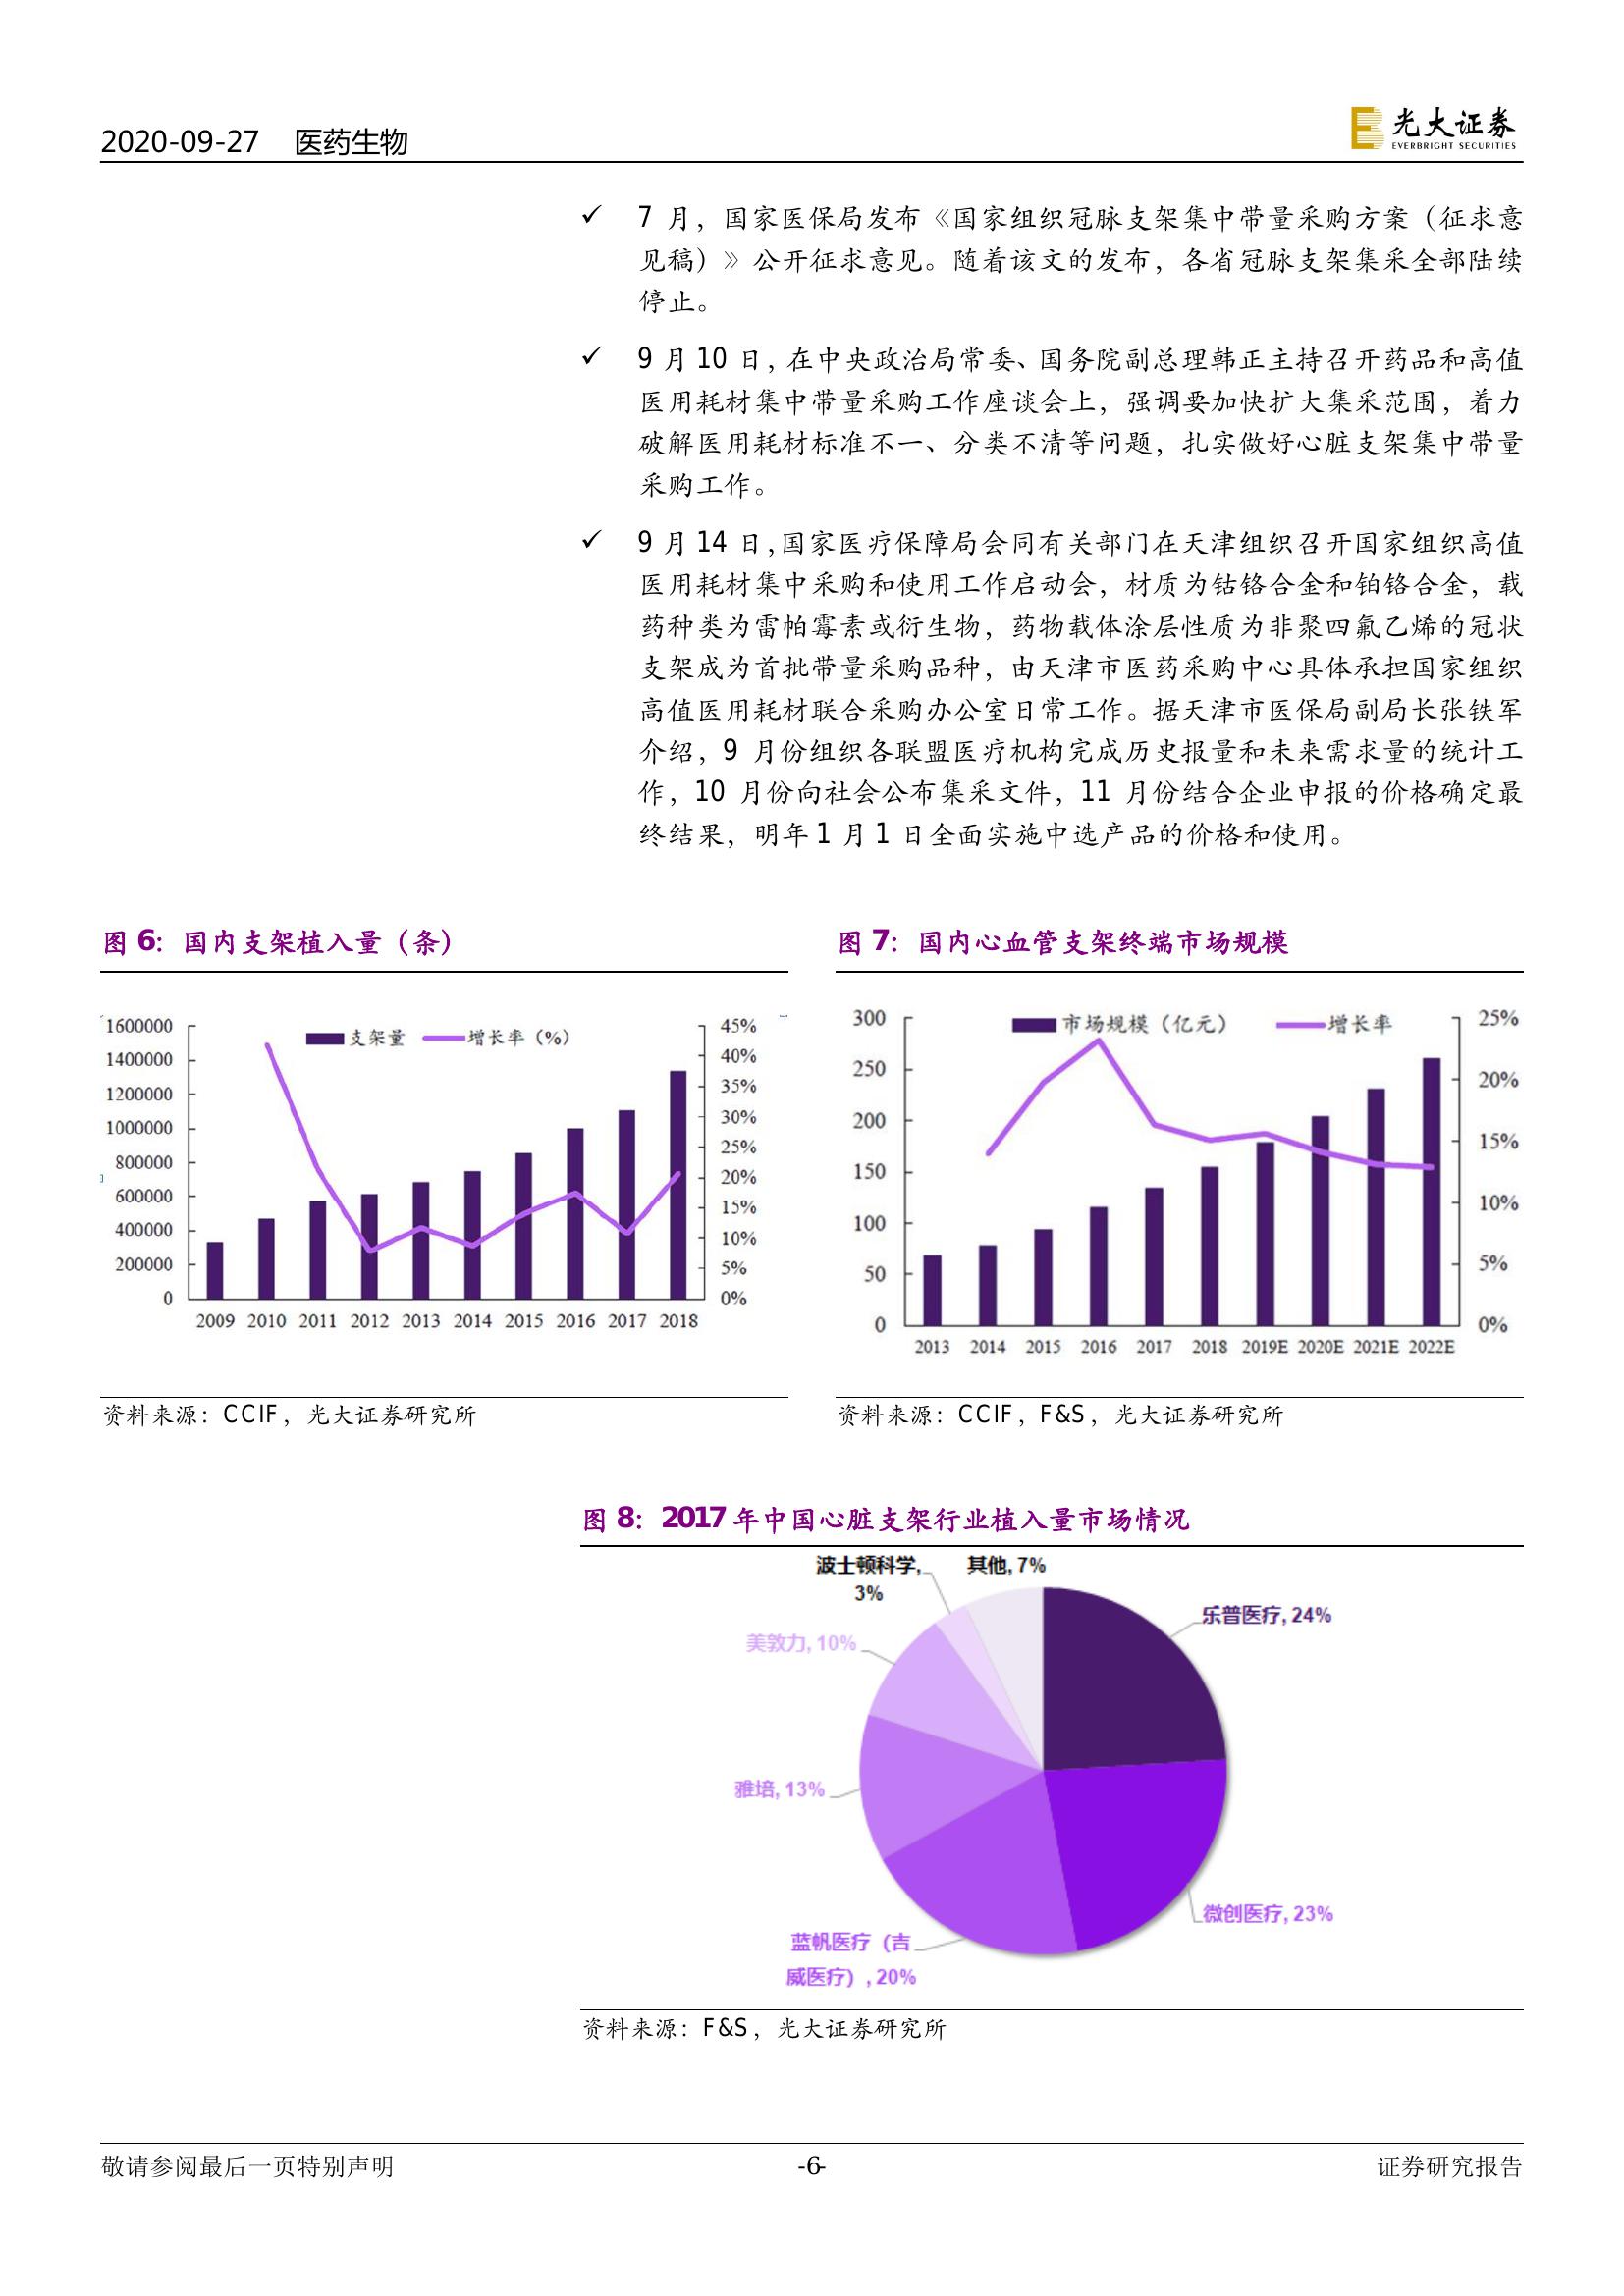 2020-09-27 医药生物
光大证券
EVERBRIGHT SECURITIES
✓ 7 月，国家医保局发布《国家组织冠脉支架集中带量采购方案（征求意
见稿）》公开征求意见。随着该文的发布，各省冠脉支架集采全部陆续
停止。
✓ 9 月 10 日，在中央政治局常委、国务院副总理韩正主持召开药品和高值
医用耗材集中带量采购工作座谈会上，强调要加快扩大集采范围，着力
破解医用耗材标准不一、分类不清等问题，扎实做好心脏支架集中带量
采购工作。
✓ 9 月 14 日，国家医疗保障局会同有关部门在天津组织召开国家组织高值
医用耗材集中采购和使用工作启动会，材质为钴铬合金和铂铬合金，载
药种类为雷帕霉素或衍生物，药物载体涂层性质为非聚四氟乙烯的冠状
支架成为首批带量采购品种，由天津市医药采购中心具体承担国家组织
高值医用耗材联合采购办公室日常工作。据天津市医保局副局长张铁军
介绍，9 月份组织各联盟医疗机构完成历史报量和未来需求量的统计工
作，10 月份向社会公布集采文件，11 月份结合企业申报的价格确定最
终结果，明年 1 月 1 日全面实施中选产品的价格和使用。
图 6：国内支架植入量（条）
支架量 增长率（%）
1600000
1400000
1200000
1000000
800000
600000
400000
200000
0
45%
40%
35%
30%
25%
20%
15%
10%
5%
0%
2009 2010 2011 2012 2013 2014 2015 2016 2017 2018
资料来源：CCIF，光大证券研究所
图 7：国内心血管支架终端市场规模
市场规模（亿元） 增长率
300
250
200
150
100
50
0
25%
20%
15%
10%
5%
0%
2013 2014 2015 2016 2017 2018 2019E 2020E 2021E 2022E
资料来源：CCIF，F&S，光大证券研究所
图 8：2017 年中国心脏支架行业植入量市场情况
波士顿科学,
3%
其他, 7%
乐普医疗, 24%
美敦力, 10%
雅培, 13%
微创医疗, 23%
蓝帆医疗（吉
威医疗）, 20%
资料来源：F&S，光大证券研究所
敬请参阅最后一页特别声明
-6-
证券研究报告